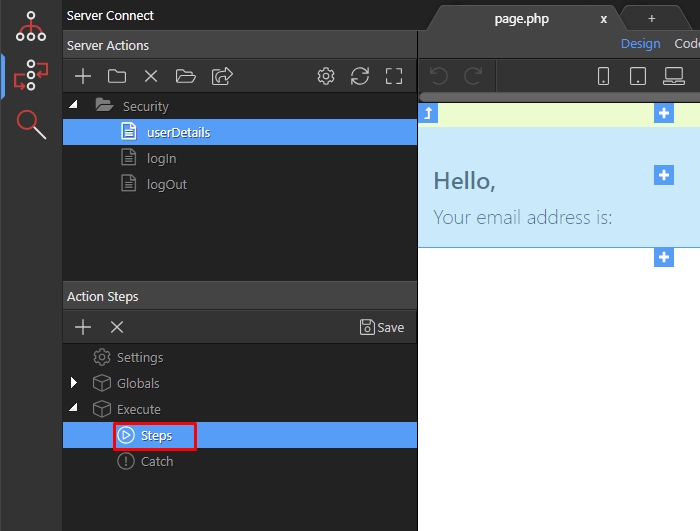 Server Connect
Server Actions
Security
userDetails
logIn
logOut
Action Steps
Save
Settings
Globals
Execute
Steps
Catch
page.php x +
Design Code
Hello,
Your email address is: